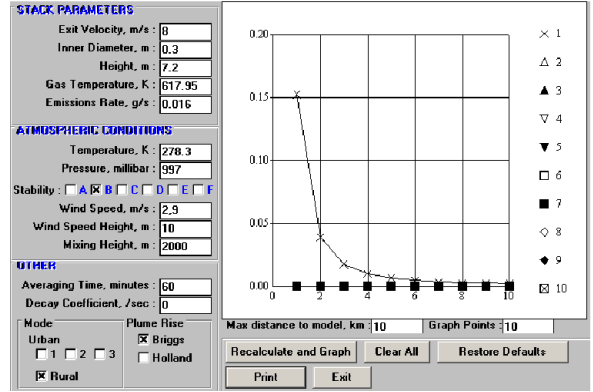 STACK PARAMETERS
Exit Velocity, m/s : 8
Inner Diameter, m : 0.3
Height, m : 7.2
Gas Temperature, K : 617.95
Emissions Rate, g/s : 0.016
ATMOSPHERIC CONDITIONS
Temperature, K : 278.3
Pressure, millibar : 997
Stability : A B C D E F
Wind Speed, m/s : 2,9
Wind Speed Height, m : 10
Mixing Height, m : 2000
OTHER
Averaging Time, minutes : 60
Decay Coefficient, /sec : 0
Mode
Urban
1 2 3
Rural
Plume Rise
Briggs
Holland
0.20
0.15
0.10
0.05
0.00
0 2 4 6 8 10
1
2
3
4
5
6
7
8
9
10
Max distance to model, km : 10 Graph Points : 10
Recalculate and Graph Clear All Restore Defaults
Print Exit